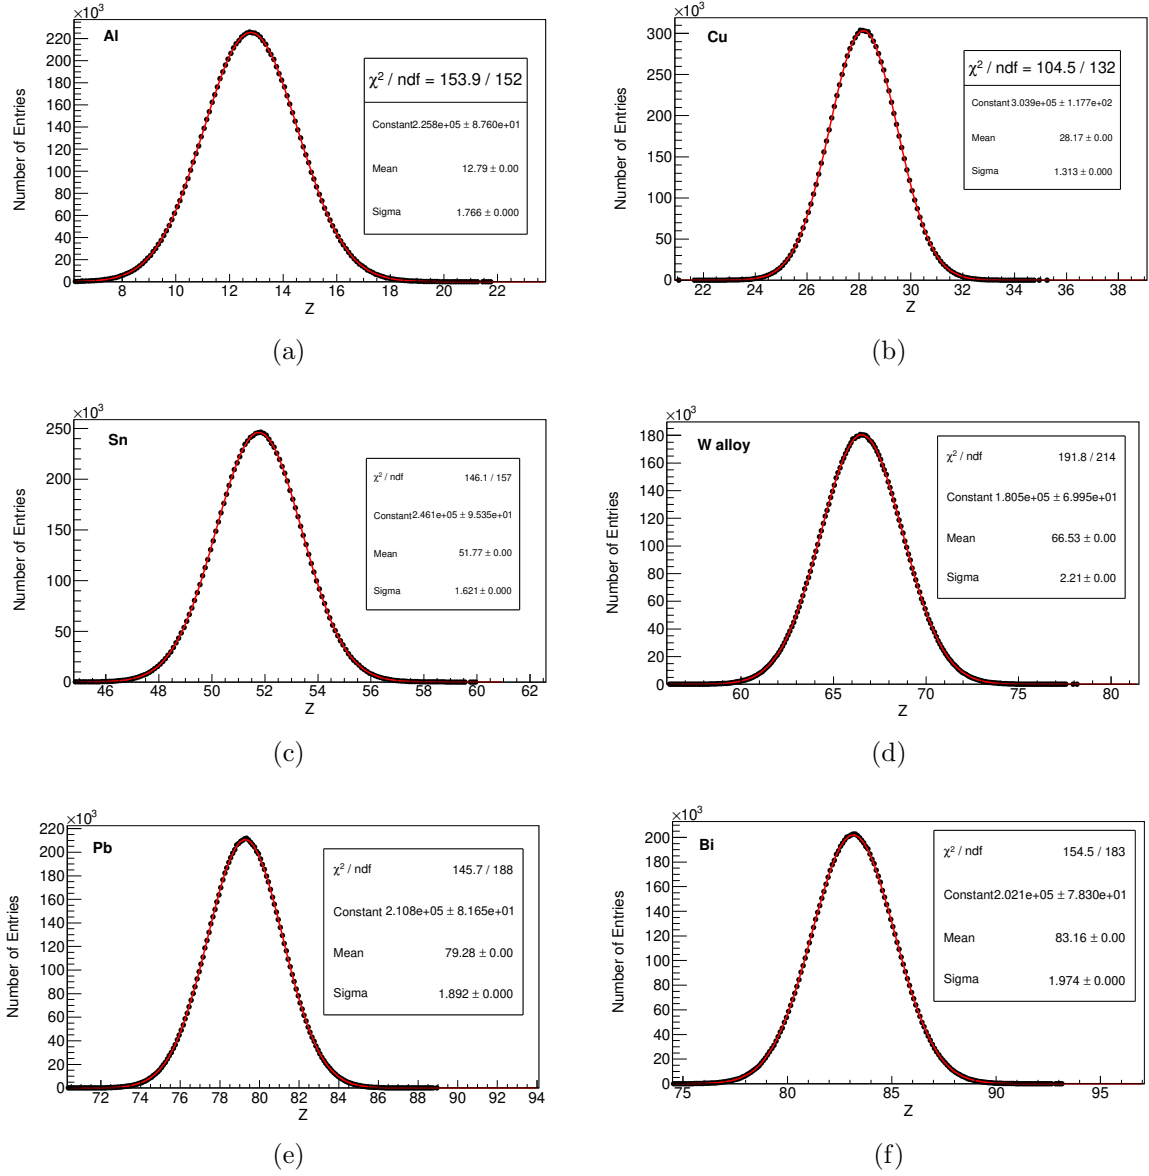 ×10³
Al
220
200
180
160
140
120
100
80
60
40
20
0
Number of Entries
χ² / ndf = 153.9 / 152
Constant2.258e+05 ± 8.760e+01
Mean 12.79 ± 0.00
Sigma 1.766 ± 0.000
8 10 12 14 16 18 20 22
Z
(a)
×10³
Cu
300
250
200
150
100
50
0
Number of Entries
χ² / ndf = 104.5 / 132
Constant 3.039e+05 ± 1.177e+02
Mean 28.17 ± 0.00
Sigma 1.313 ± 0.000
22 24 26 28 30 32 34 36 38
Z
(b)
×10³
Sn
250
200
150
100
50
0
Number of Entries
χ² / ndf 146.1 / 157
Constant2.461e+05 ± 9.535e+01
Mean 51.77 ± 0.00
Sigma 1.621 ± 0.000
46 48 50 52 54 56 58 60 62
Z
(c)
×10³
W alloy
180
160
140
120
100
80
60
40
20
0
Number of Entries
χ² / ndf 191.8 / 214
Constant 1.805e+05 ± 6.995e+01
Mean 66.53 ± 0.00
Sigma 2.21 ± 0.00
60 65 70 75 80
Z
(d)
×10³
Pb
220
200
180
160
140
120
100
80
60
40
20
0
Number of Entries
χ² / ndf 145.7 / 188
Constant 2.108e+05 ± 8.165e+01
Mean 79.28 ± 0.00
Sigma 1.892 ± 0.000
72 74 76 78 80 82 84 86 88 90 92 94
Z
(e)
×10³
Bi
200
180
160
140
120
100
80
60
40
20
0
Number of Entries
χ² / ndf 154.5 / 183
Constant2.021e+05 ± 7.830e+01
Mean 83.16 ± 0.00
Sigma 1.974 ± 0.000
75 80 85 90 95
Z
(f)